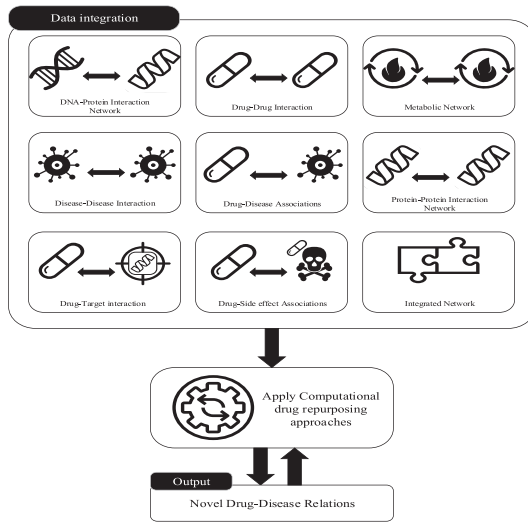 Data integration
DNA-Protein Interaction
Network
Drug-Drug Interaction
Metabolic Network
Disease-Disease Interaction
Drug-Disease Associations
Protein-Protein Interaction
Network
Drug-Target interaction
Drug-Side effect Associations
Integrated Network
Apply Computational
drug repurposing
approaches
Output
Novel Drug-Disease Relations